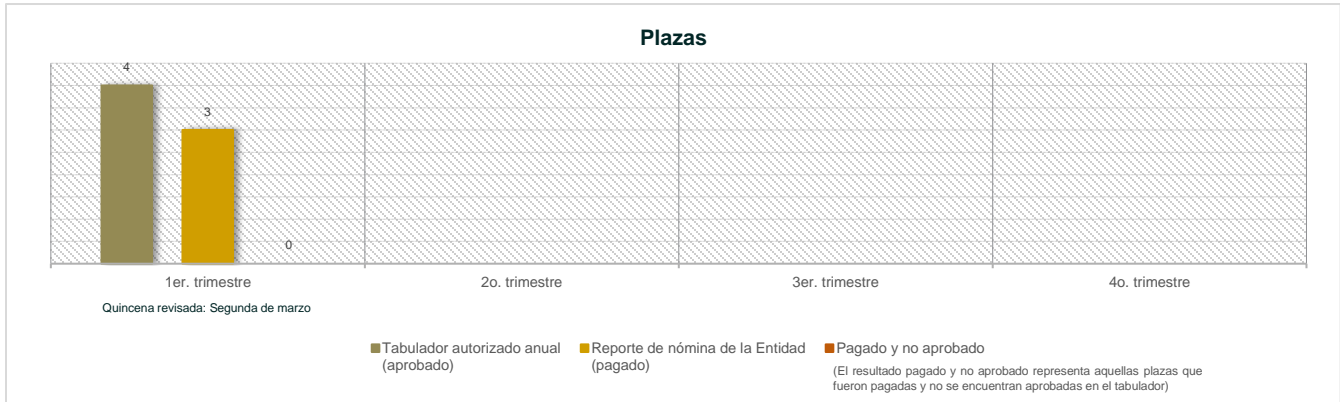 Plazas
4
3
0
1er. trimestre
2o. trimestre
3er. trimestre
4o. trimestre
Quincena revisada: Segunda de marzo
Tabulador autorizado anual
(aprobado)
Reporte de nómina de la Entidad
(pagado)
Pagado y no aprobado
(El resultado pagado y no aprobado representa aquellas plazas que
fueron pagadas y no se encuentran aprobadas en el tabulador)